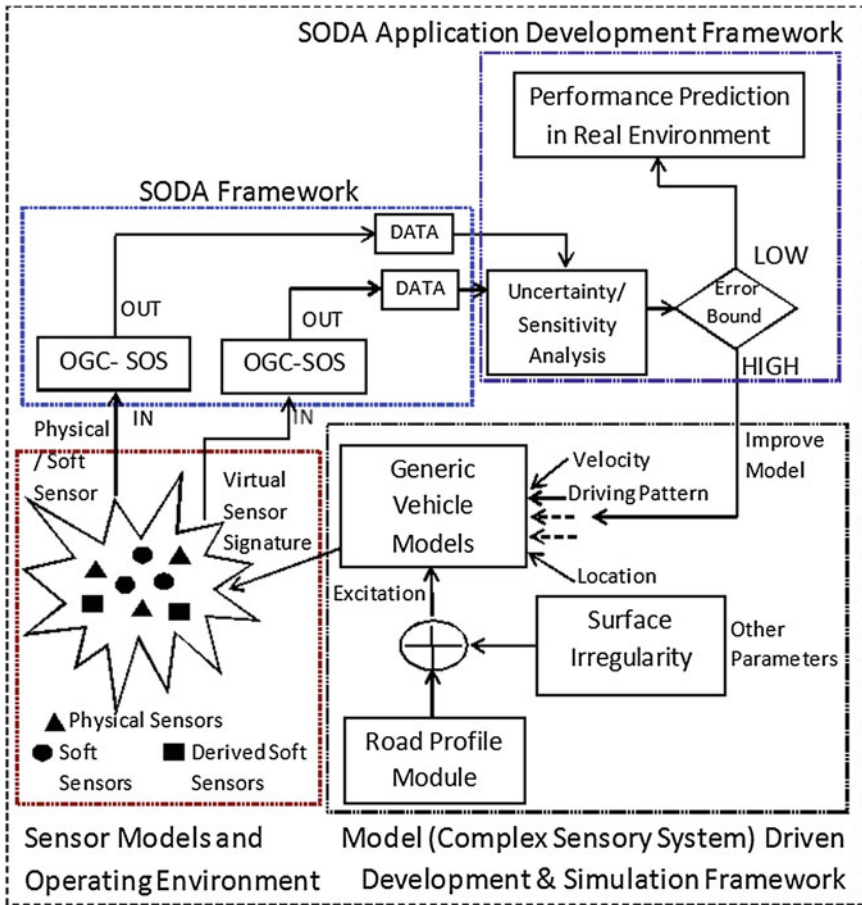 SODA Application Development Framework
Performance Prediction
in Real Environment
SODA Framework
DATA
DATA
LOW
OUT
OUT
Uncertainty/
Sensitivity
Analysis
Error
Bound
OGC- SOS
OGC-SOS
HIGH
IN
IN
Physical
/ Soft
Sensor
Virtual
Sensor
Signature
Generic
Vehicle
Models
Velocity
Driving Pattern
Location
Improve
Model
Excitation
Surface
Irregularity
Other
Parameters
Road Profile
Module
Physical Sensors
Soft
Sensors
Derived Soft
Sensors
Sensor Models and
Operating Environment
Model (Complex Sensory System) Driven
Development & Simulation Framework